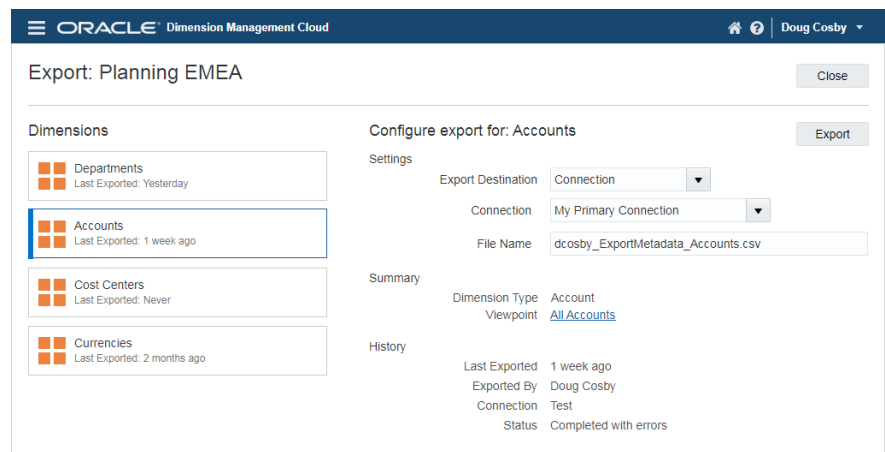 ORACLE® Dimension Management Cloud
Doug Cosby
Export: Planning EMEA
Close
Dimensions
Departments
Last Exported: Yesterday
Accounts
Last Exported: 1 week ago
Cost Centers
Last Exported: Never
Currencies
Last Exported: 2 months ago
Configure export for: Accounts
Export
Settings
Export Destination Connection
Connection My Primary Connection
File Name dcosby_ExportMetadata_Accounts.csv
Summary
Dimension Type Account
Viewpoint All Accounts
History
Last Exported 1 week ago
Exported By Doug Cosby
Connection Test
Status Completed with errors